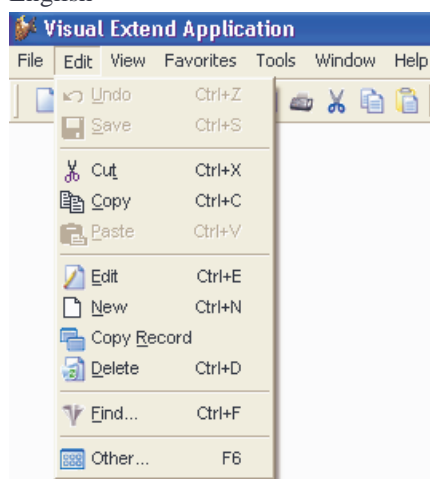 English
Visual Extend Application
File Edit View Favorites Tools Window Help
Undo Ctrl+Z
Save Ctrl+S
Cut Ctrl+X
Copy Ctrl+C
Paste Ctrl+V
Edit Ctrl+E
New Ctrl+N
Copy Record
Delete Ctrl+D
Find... Ctrl+F
Other... F6